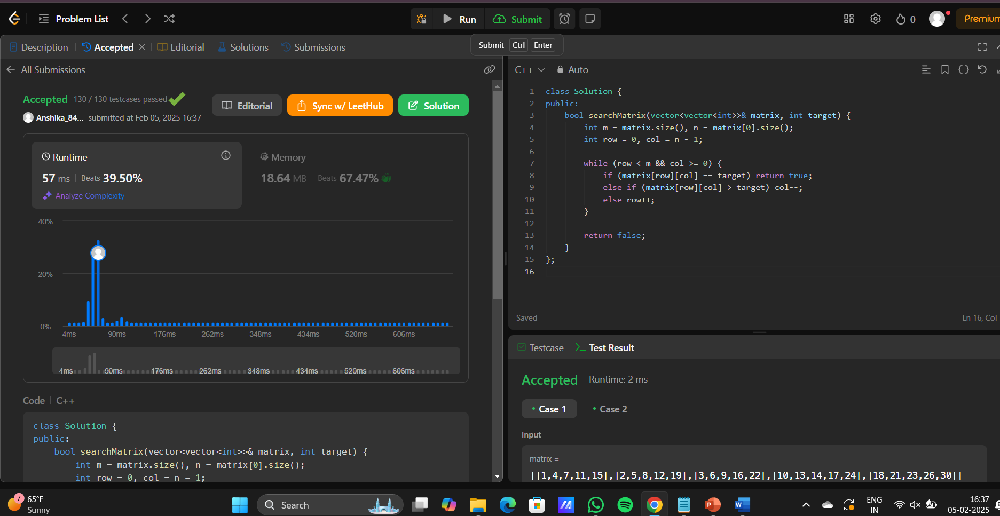 Problem List
Run
Submit
0
Premium
Description
Accepted
Editorial
Solutions
Submissions
Submit Ctrl Enter
All Submissions
Accepted 130 / 130 testcases passed
Anshika_84... submitted at Feb 05, 2025 16:37
Editorial
Sync w/ LeetHub
Solution
Runtime
57 ms Beats 39.50%
Analyze Complexity
Memory
18.64 MB Beats 67.47%
40%
20%
0%
4ms 90ms 176ms 262ms 348ms 434ms 520ms 606ms
4ms 90ms 176ms 262ms 348ms 434ms 520ms 606ms
Code C++
class Solution {
public:
    bool searchMatrix(vector<vector<int>>& matrix, int target) {
        int m = matrix.size(), n = matrix[0].size();
        int row = 0, col = n - 1;
C++ Auto
1 class Solution {
2 public:
3     bool searchMatrix(vector<vector<int>>& matrix, int target) {
4         int m = matrix.size(), n = matrix[0].size();
5         int row = 0, col = n - 1;
6
7         while (row < m && col >= 0) {
8             if (matrix[row][col] == target) return true;
9             else if (matrix[row][col] > target) col--;
10             else row++;
11         }
12
13         return false;
14     }
15 };
16
Saved
Ln 16, Col
Testcase
Test Result
Accepted Runtime: 2 ms
Case 1
Case 2
Input
matrix =
[[1,4,7,11,15],[2,5,8,12,19],[3,6,9,16,22],[10,13,14,17,24],[18,21,23,26,30]]
7
65°F
Sunny
Search
P
W
ENG
IN
16:37
05-02-2025